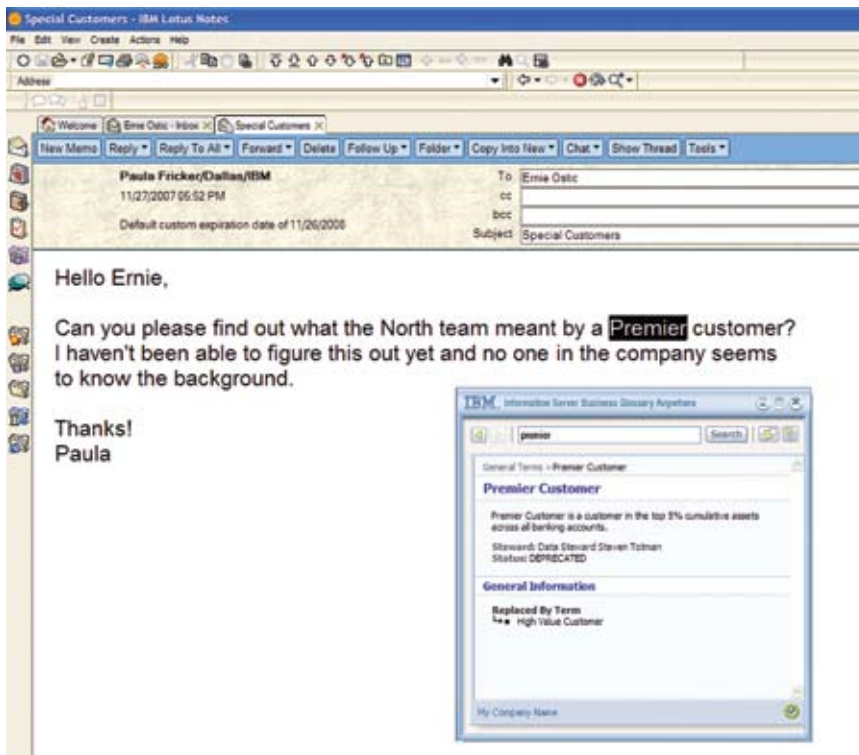 Special Customers - IBM Lotus Notes
File Edit View Create Actions Help
Address
Welcome Ernie Ostic - Inbox Special Customers
New Memo Reply Reply To All Forward Delete Follow Up Folder Copy Into New Chat Show Thread Tools
Paula Fricker/Dallas/IBM
11/27/2007 05:52 PM
Default custom expiration date of 11/26/2008
To Ernie Ostic
cc
bcc
Subject Special Customers
Hello Ernie,
Can you please find out what the North team meant by a Premier customer?
I haven't been able to figure this out yet and no one in the company seems
to know the background.
Thanks!
Paula
IBM. Information Server Business Glossary Anywhere
premier Search
General Terms > Premier Customer
Premier Customer
Premier Customer is a customer in the top 5% cumulative assets
across all banking accounts.
Steward: Data Steward Steven Tolman
Status: DEPRECATED
General Information
Replaced By Term
High Value Customer
My Company Name